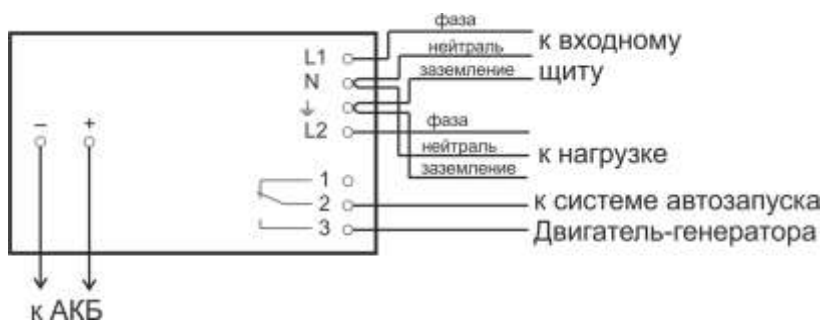 фаза
L1
нейтраль
к входному
N
заземление
щиту
L2
фаза
– +
нейтраль
к нагрузке
заземление
1
2
к системе автозапуска
3
Двигатель-генератора
к АКБ